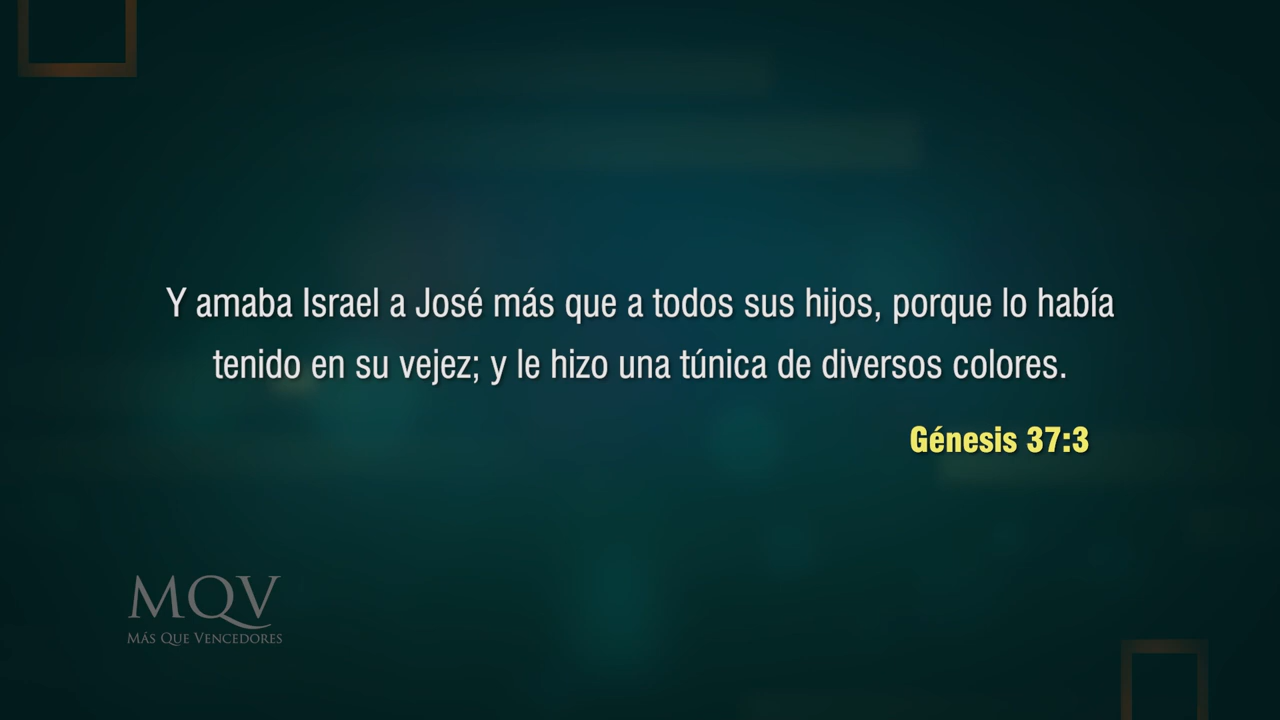 Y amaba Israel a José más que a todos sus hijos, porque lo había
tenido en su vejez; y le hizo una túnica de diversos colores.
Génesis 37:3
MQV
MÁS QUE VENCEDORES